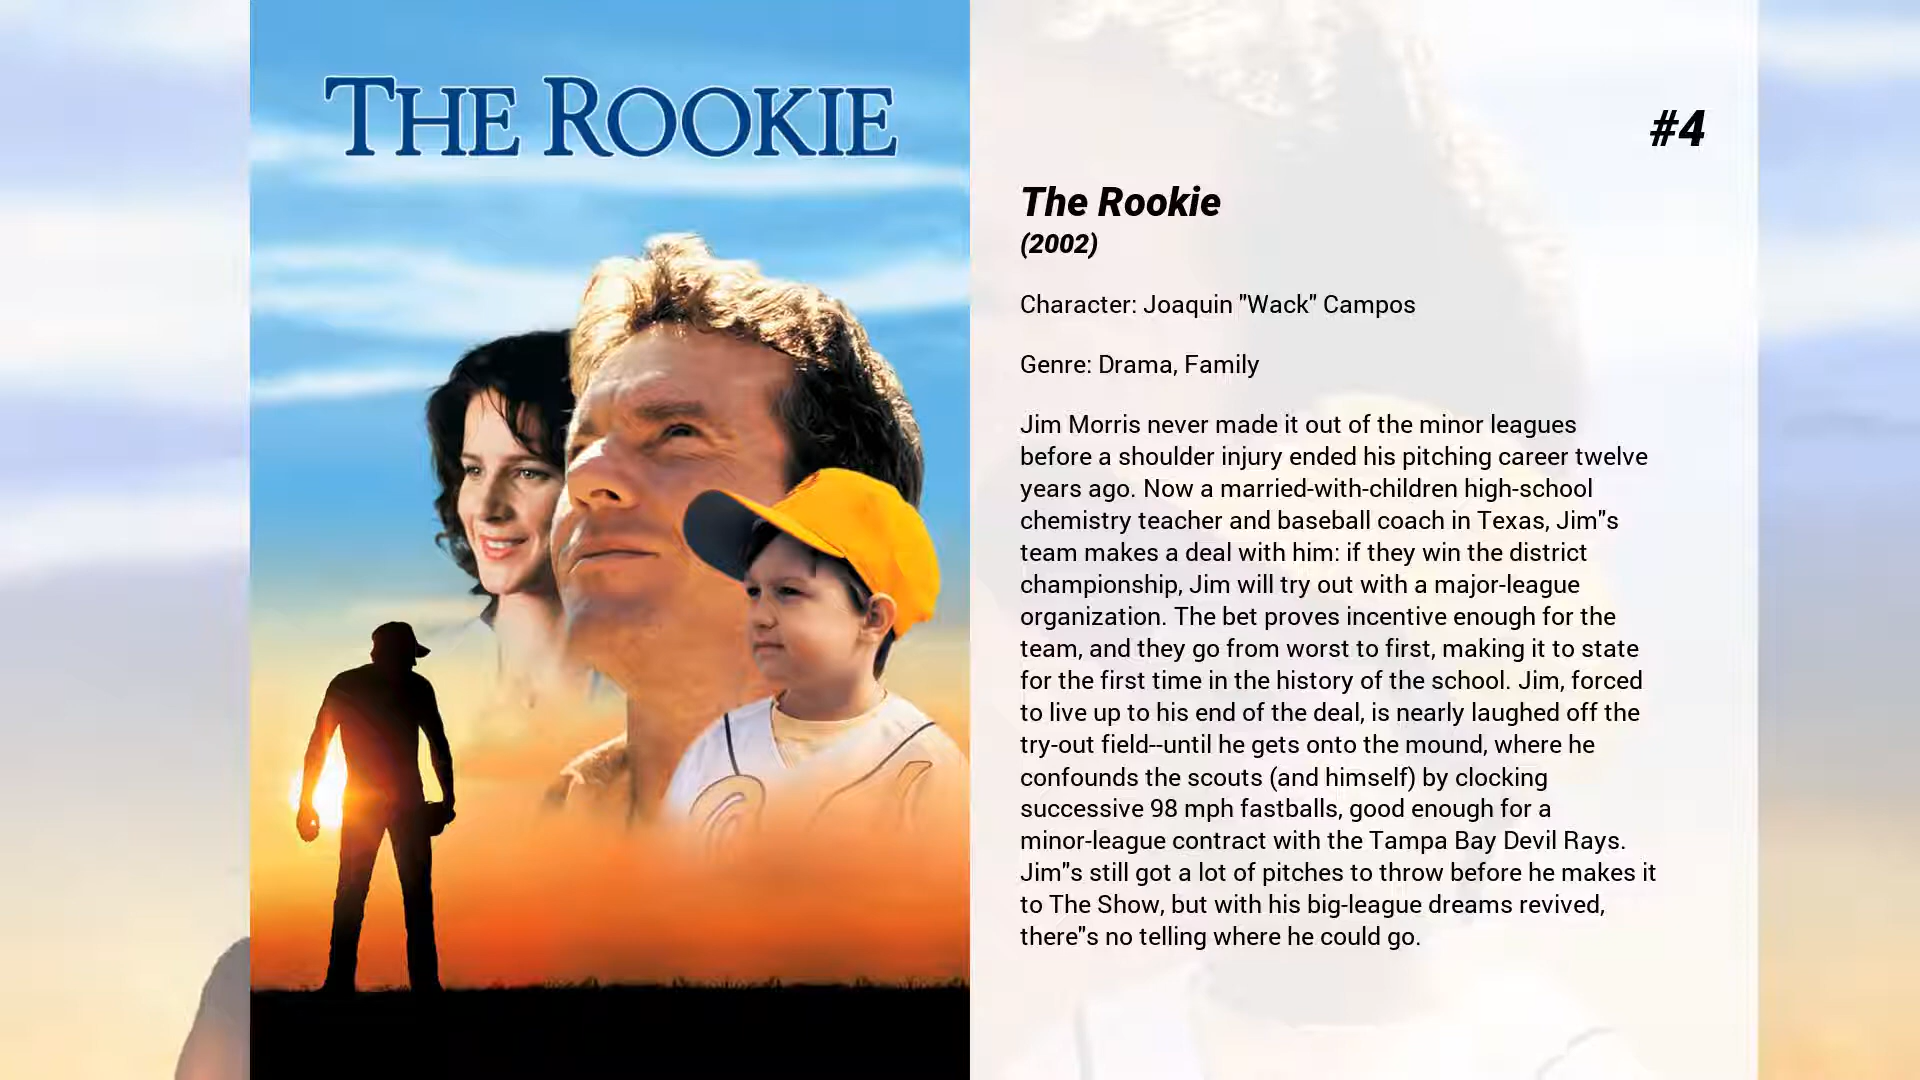 THE ROOKIE
#4
The Rookie
(2002)
Character: Joaquin "Wack" Campos
Genre: Drama, Family
Jim Morris never made it out of the minor leagues
before a shoulder injury ended his pitching career twelve
years ago. Now a married-with-children high-school
chemistry teacher and baseball coach in Texas, Jim"s
team makes a deal with him: if they win the district
championship, Jim will try out with a major-league
organization. The bet proves incentive enough for the
team, and they go from worst to first, making it to state
for the first time in the history of the school. Jim, forced
to live up to his end of the deal, is nearly laughed off the
try-out field--until he gets onto the mound, where he
confounds the scouts (and himself) by clocking
successive 98 mph fastballs, good enough for a
minor-league contract with the Tampa Bay Devil Rays.
Jim"s still got a lot of pitches to throw before he makes it
to The Show, but with his big-league dreams revived,
there"s no telling where he could go.